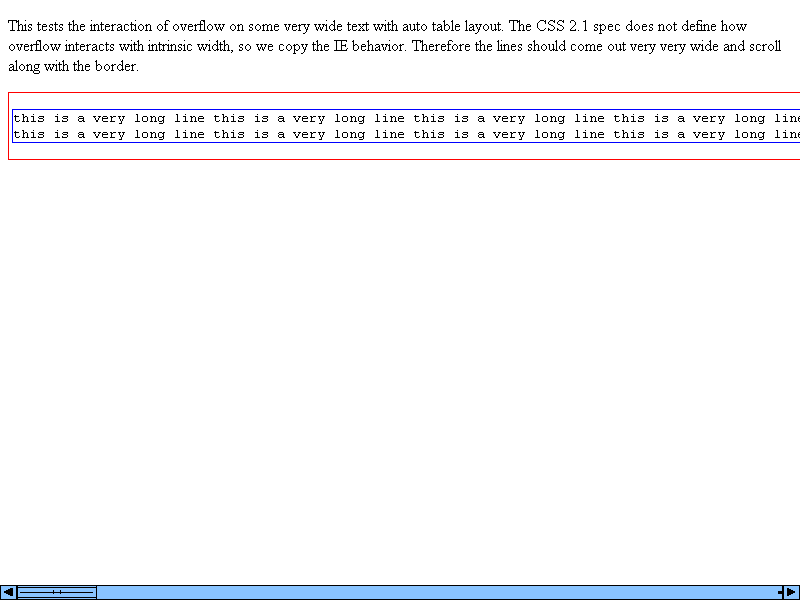 This tests the interaction of overflow on some very wide text with auto table layout. The CSS 2.1 spec does not define how
overflow interacts with intrinsic width, so we copy the IE behavior. Therefore the lines should come out very very wide and scroll
along with the border.
this is a very long line this is a very long line this is a very long line this is a very long line
this is a very long line this is a very long line this is a very long line this is a very long line